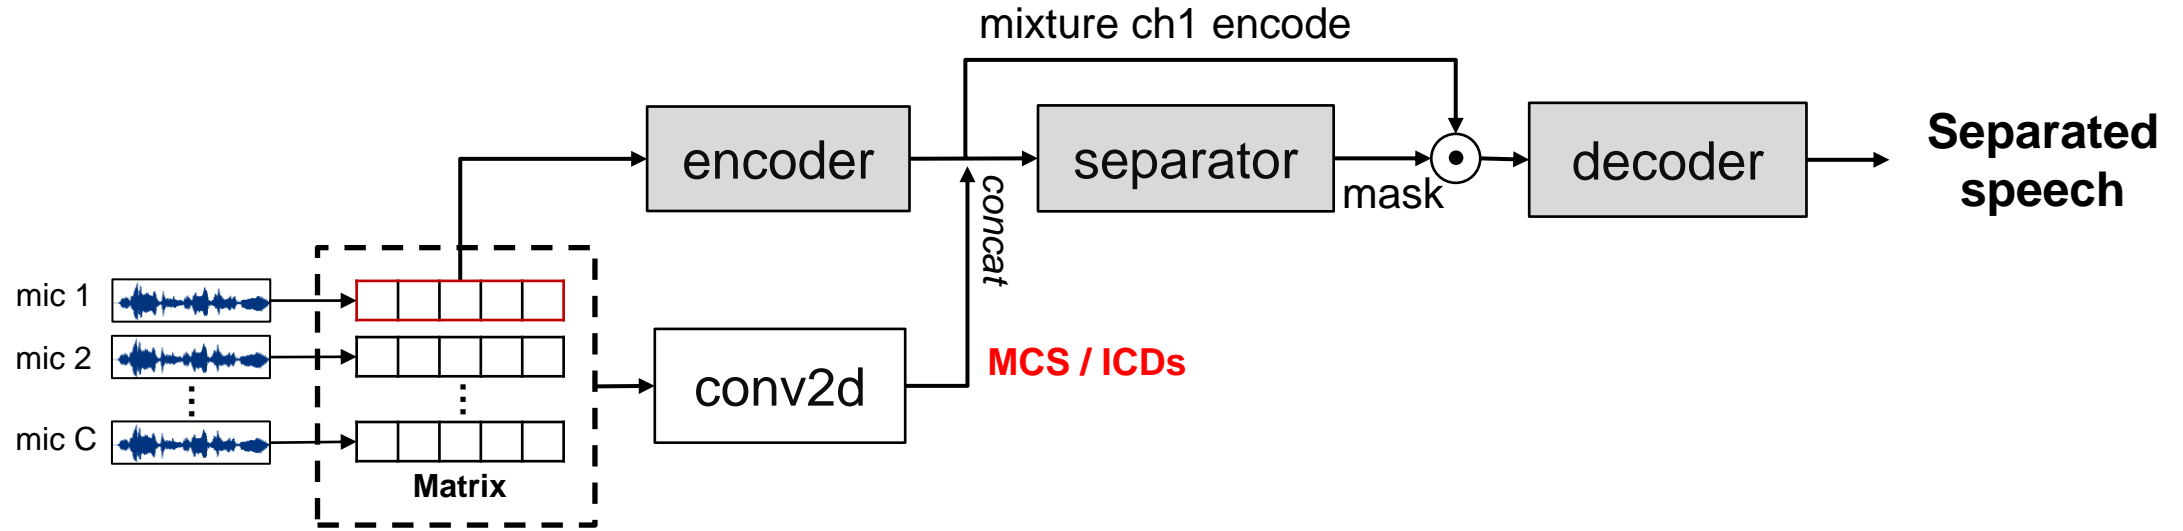 mixture ch1 encode
encoder
separator
mask
decoder
Separated
speech
concat
mic 1
mic 2
mic C
Matrix
conv2d
MCS / ICDs